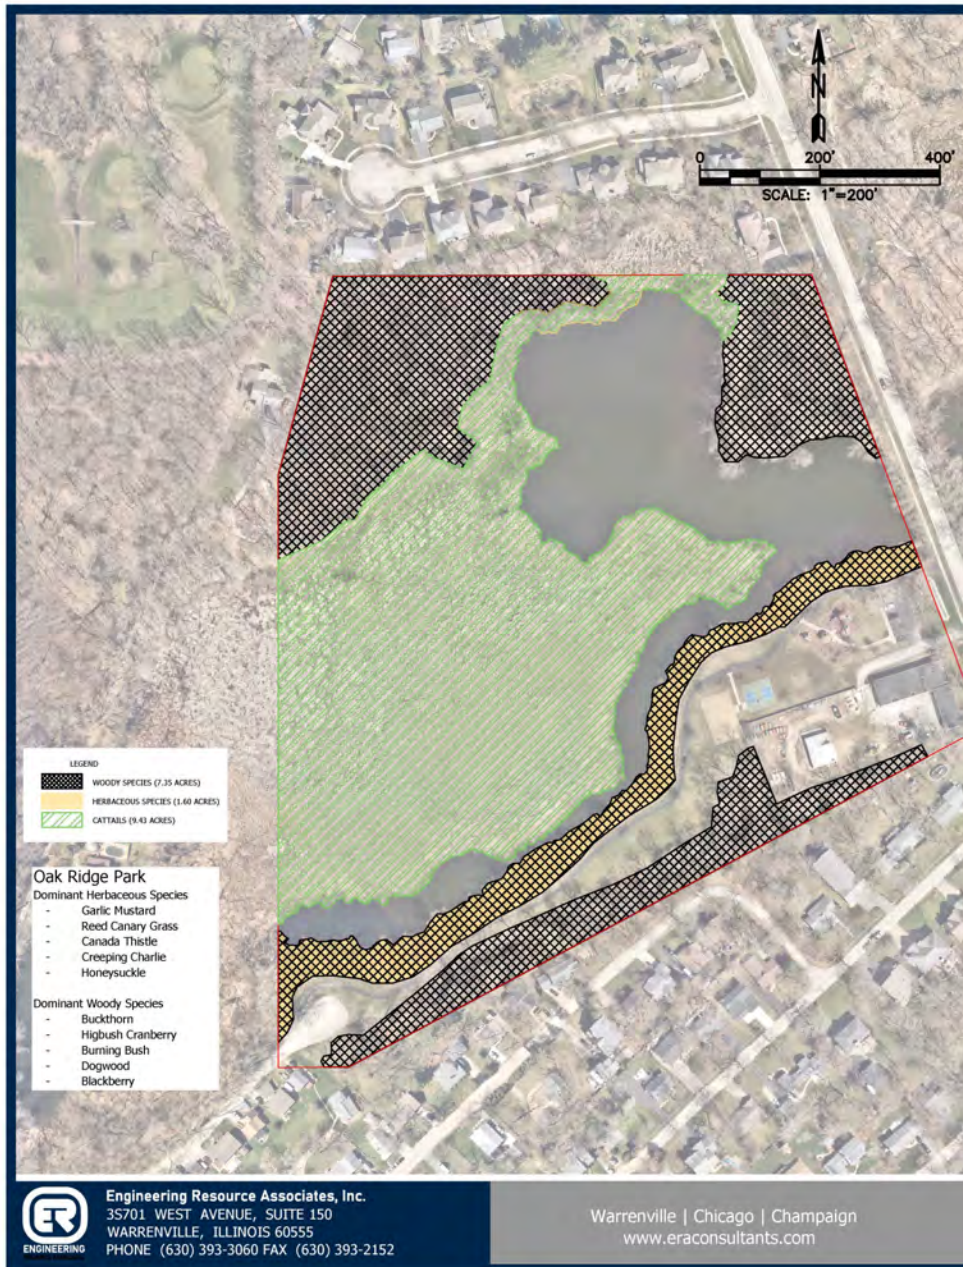 N
0 200' 400'
SCALE: 1"=200'
LEGEND
WOODY SPECIES (7.35 ACRES)
HERBACEOUS SPECIES (1.60 ACRES)
CATTAILS (9.43 ACRES)
Oak Ridge Park
Dominant Herbaceous Species
- Garlic Mustard
- Reed Canary Grass
- Canada Thistle
- Creeping Charlie
- Honeysuckle
Dominant Woody Species
- Buckthorn
- Higbush Cranberry
- Burning Bush
- Dogwood
- Blackberry
ER
ENGINEERING
Engineering Resource Associates, Inc.
3S701 WEST AVENUE, SUITE 150
WARRENVILLE, ILLINOIS 60555
PHONE (630) 393-3060 FAX (630) 393-2152
Warrenville | Chicago | Champaign
www.eraconsultants.com